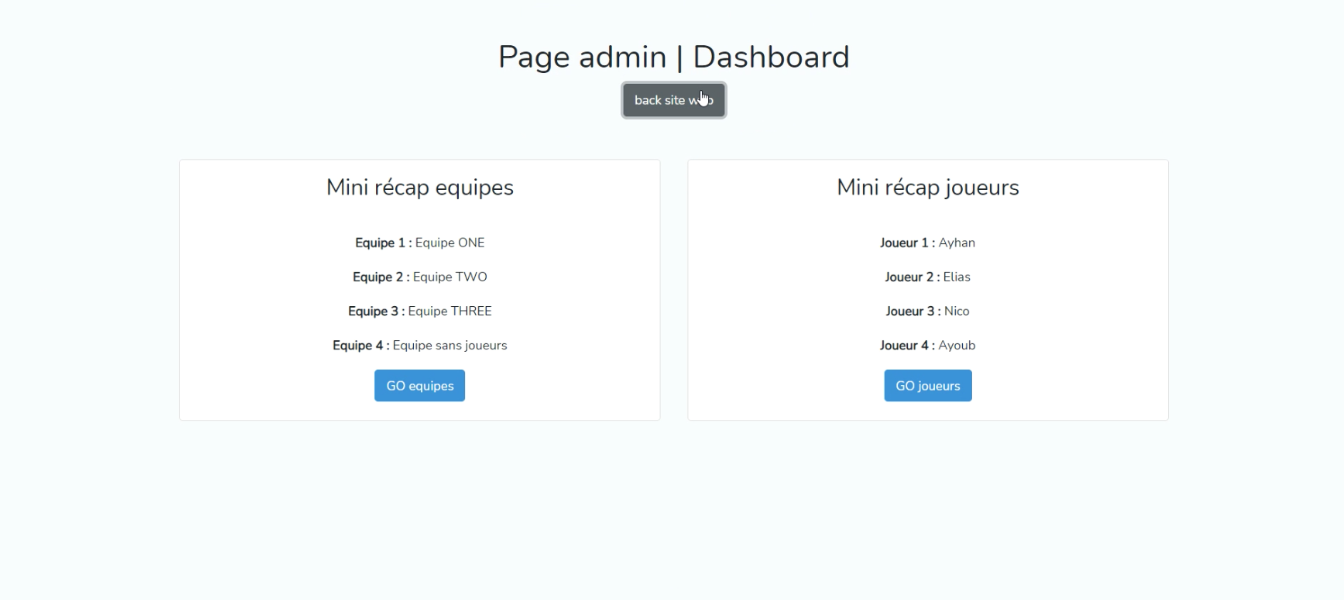 Page admin | Dashboard
back site web
Mini récap equipes
Equipe 1 : Equipe ONE
Equipe 2 : Equipe TWO
Equipe 3 : Equipe THREE
Equipe 4 : Equipe sans joueurs
GO equipes
Mini récap joueurs
Joueur 1 : Ayhan
Joueur 2 : Elias
Joueur 3 : Nico
Joueur 4 : Ayoub
GO joueurs